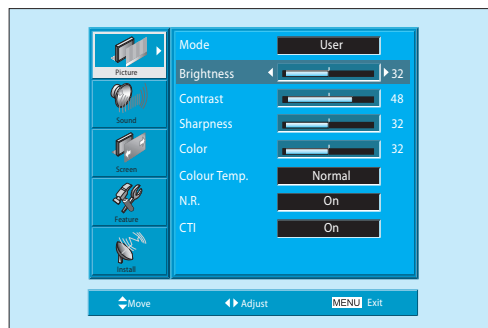 Picture
Sound
Screen
Feature
Install
Mode User
Brightness 32
Contrast 48
Sharpness 32
Color 32
Colour Temp. Normal
N.R. On
CTI On
Move Adjust MENU Exit